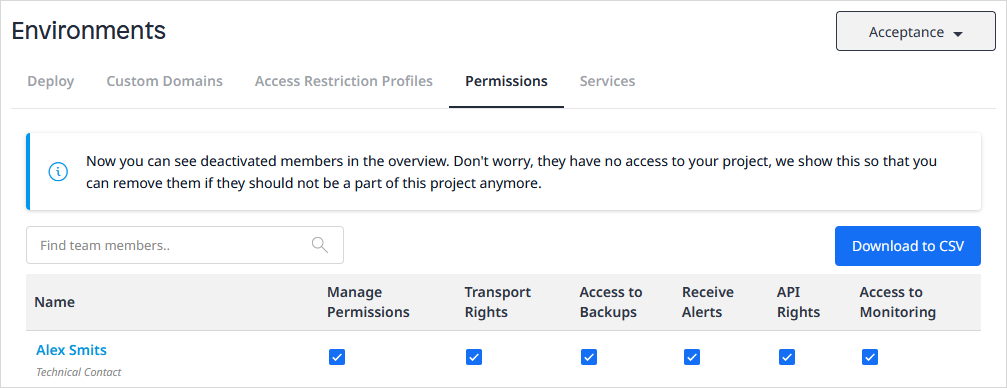 Environments
Acceptance
Deploy Custom Domains Access Restriction Profiles Permissions Services
Now you can see deactivated members in the overview. Don't worry, they have no access to your project, we show this so that you
can remove them if they should not be a part of this project anymore.
Find team members..
Download to CSV
Name
Manage
Permissions
Transport
Rights
Access to
Backups
Receive
Alerts
API
Rights
Access to
Monitoring
Alex Smits
Technical Contact